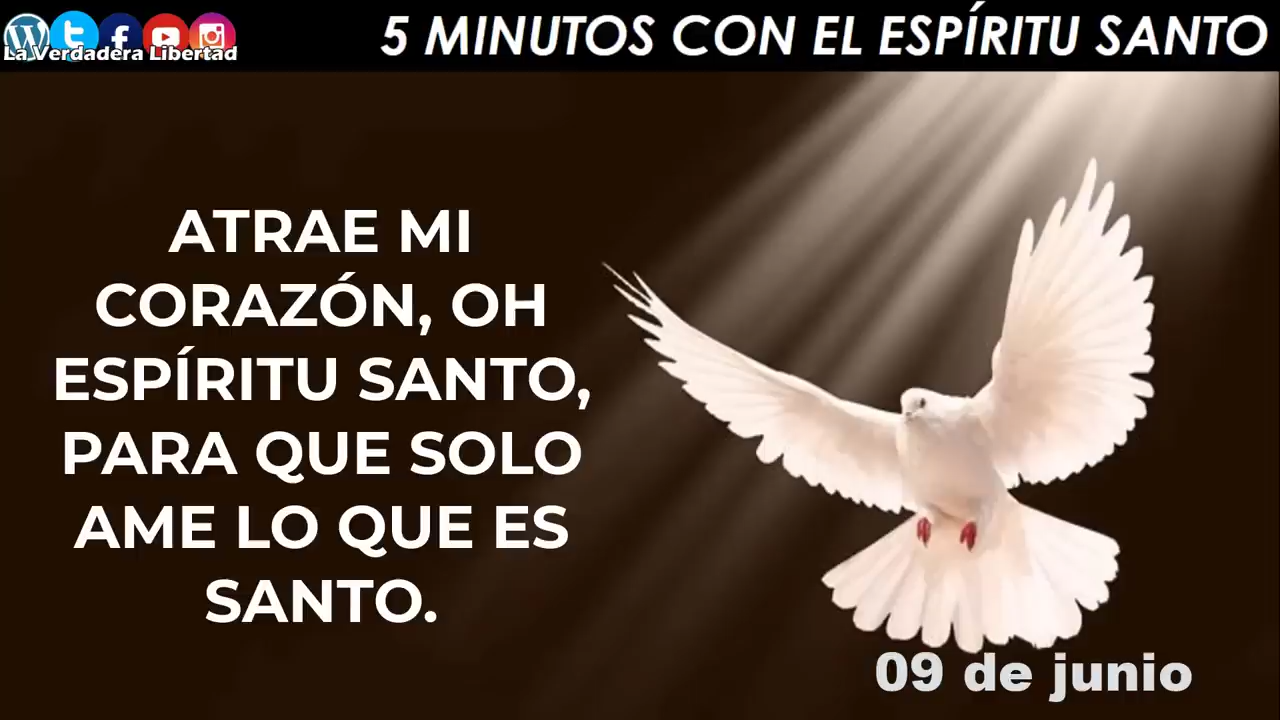 5 MINUTOS CON EL ESPÍRITU SANTO
La Verdadera Libertad
ATRAE MI
CORAZÓN, OH
ESPÍRITU SANTO,
PARA QUE SOLO
AME LO QUE ES
SANTO.
09 de junio